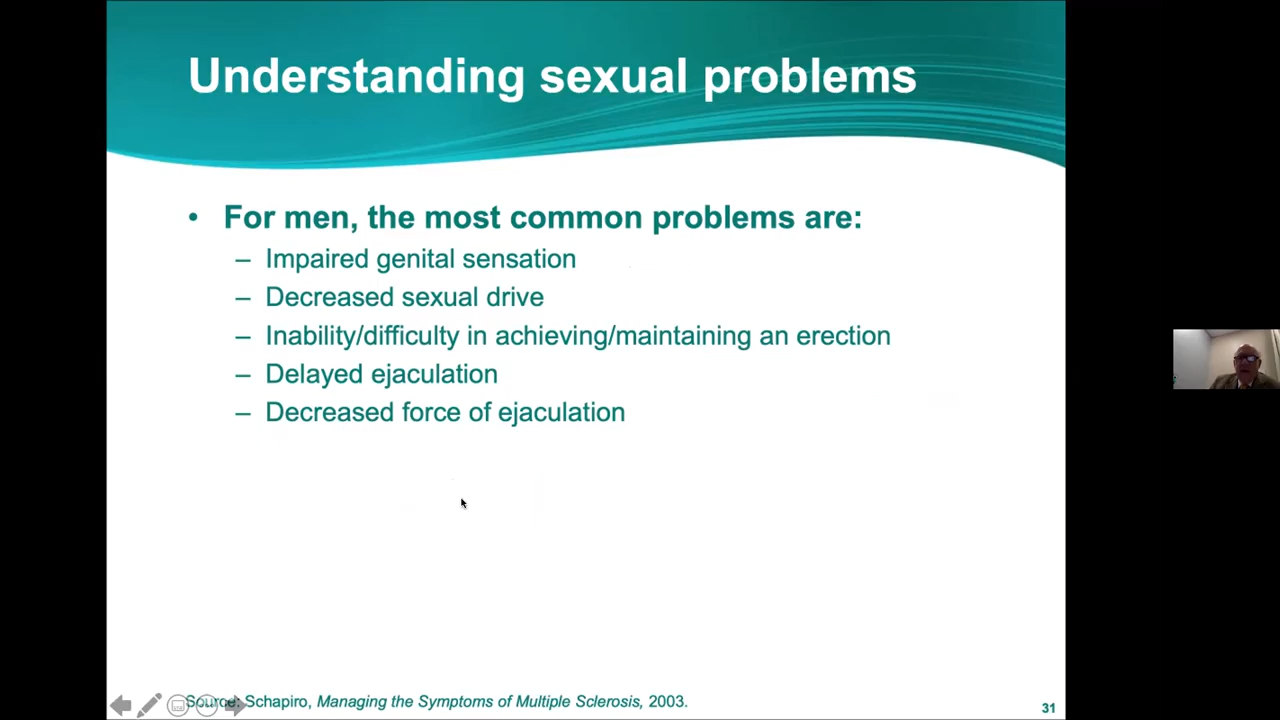 Understanding sexual problems
• For men, the most common problems are:
– Impaired genital sensation
– Decreased sexual drive
– Inability/difficulty in achieving/maintaining an erection
– Delayed ejaculation
– Decreased force of ejaculation
Source: Schapiro, Managing the Symptoms of Multiple Sclerosis, 2003.
31